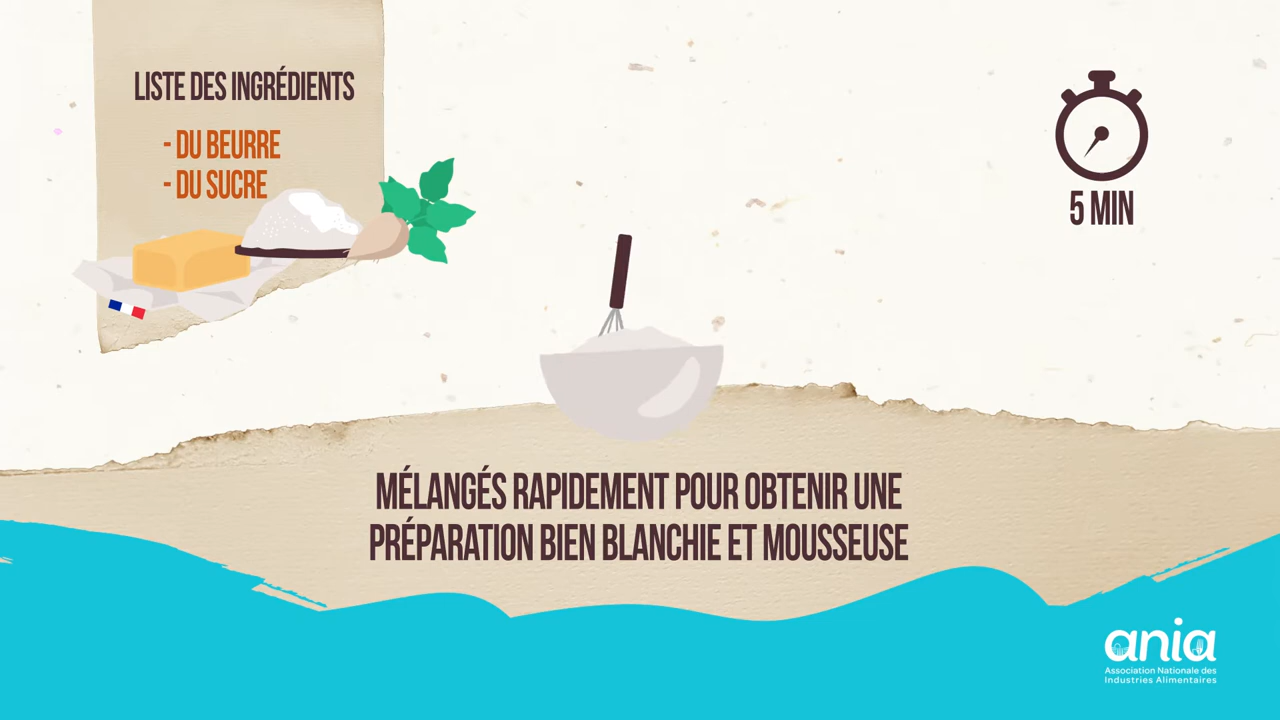 LISTE DES INGRÉDIENTS
- DU BEURRE
- DU SUCRE
5 MIN
MÉLANGÉS RAPIDEMENT POUR OBTENIR UNE
PRÉPARATION BIEN BLANCHIE ET MOUSSEUSE
ania
Association Nationale des
Industries Alimentaires